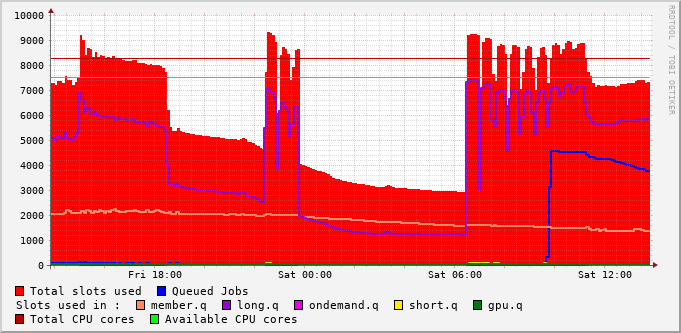 10000
9000
8000
7000
6000
5000
4000
3000
2000
1000
0
Fri 18:00 Sat 00:00 Sat 06:00 Sat 12:00
RRDTOOL / TOBI OETIKER
Total slots used Queued Jobs
Slots used in : member.q long.q ondemand.q short.q gpu.q
Total CPU cores Available CPU cores